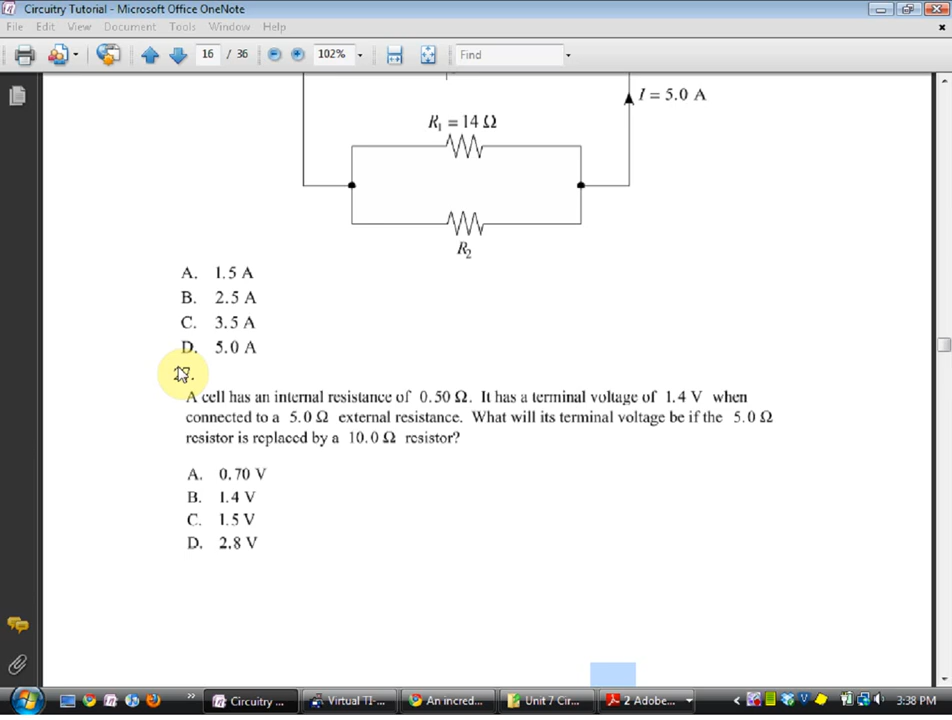 Circuitry Tutorial - Microsoft Office OneNote
File Edit View Document Tools Window Help
16 / 36 102% Find
I = 5.0 A
R₁ = 14 Ω
R₂
A. 1.5 A
B. 2.5 A
C. 3.5 A
D. 5.0 A
27.
A cell has an internal resistance of 0.50 Ω. It has a terminal voltage of 1.4 V when
connected to a 5.0 Ω external resistance. What will its terminal voltage be if the 5.0 Ω
resistor is replaced by a 10.0 Ω resistor?
A. 0.70 V
B. 1.4 V
C. 1.5 V
D. 2.8 V
Circuitry ... Virtual TI-... An incred... Unit 7 Cir... 2 Adobe... 3:38 PM